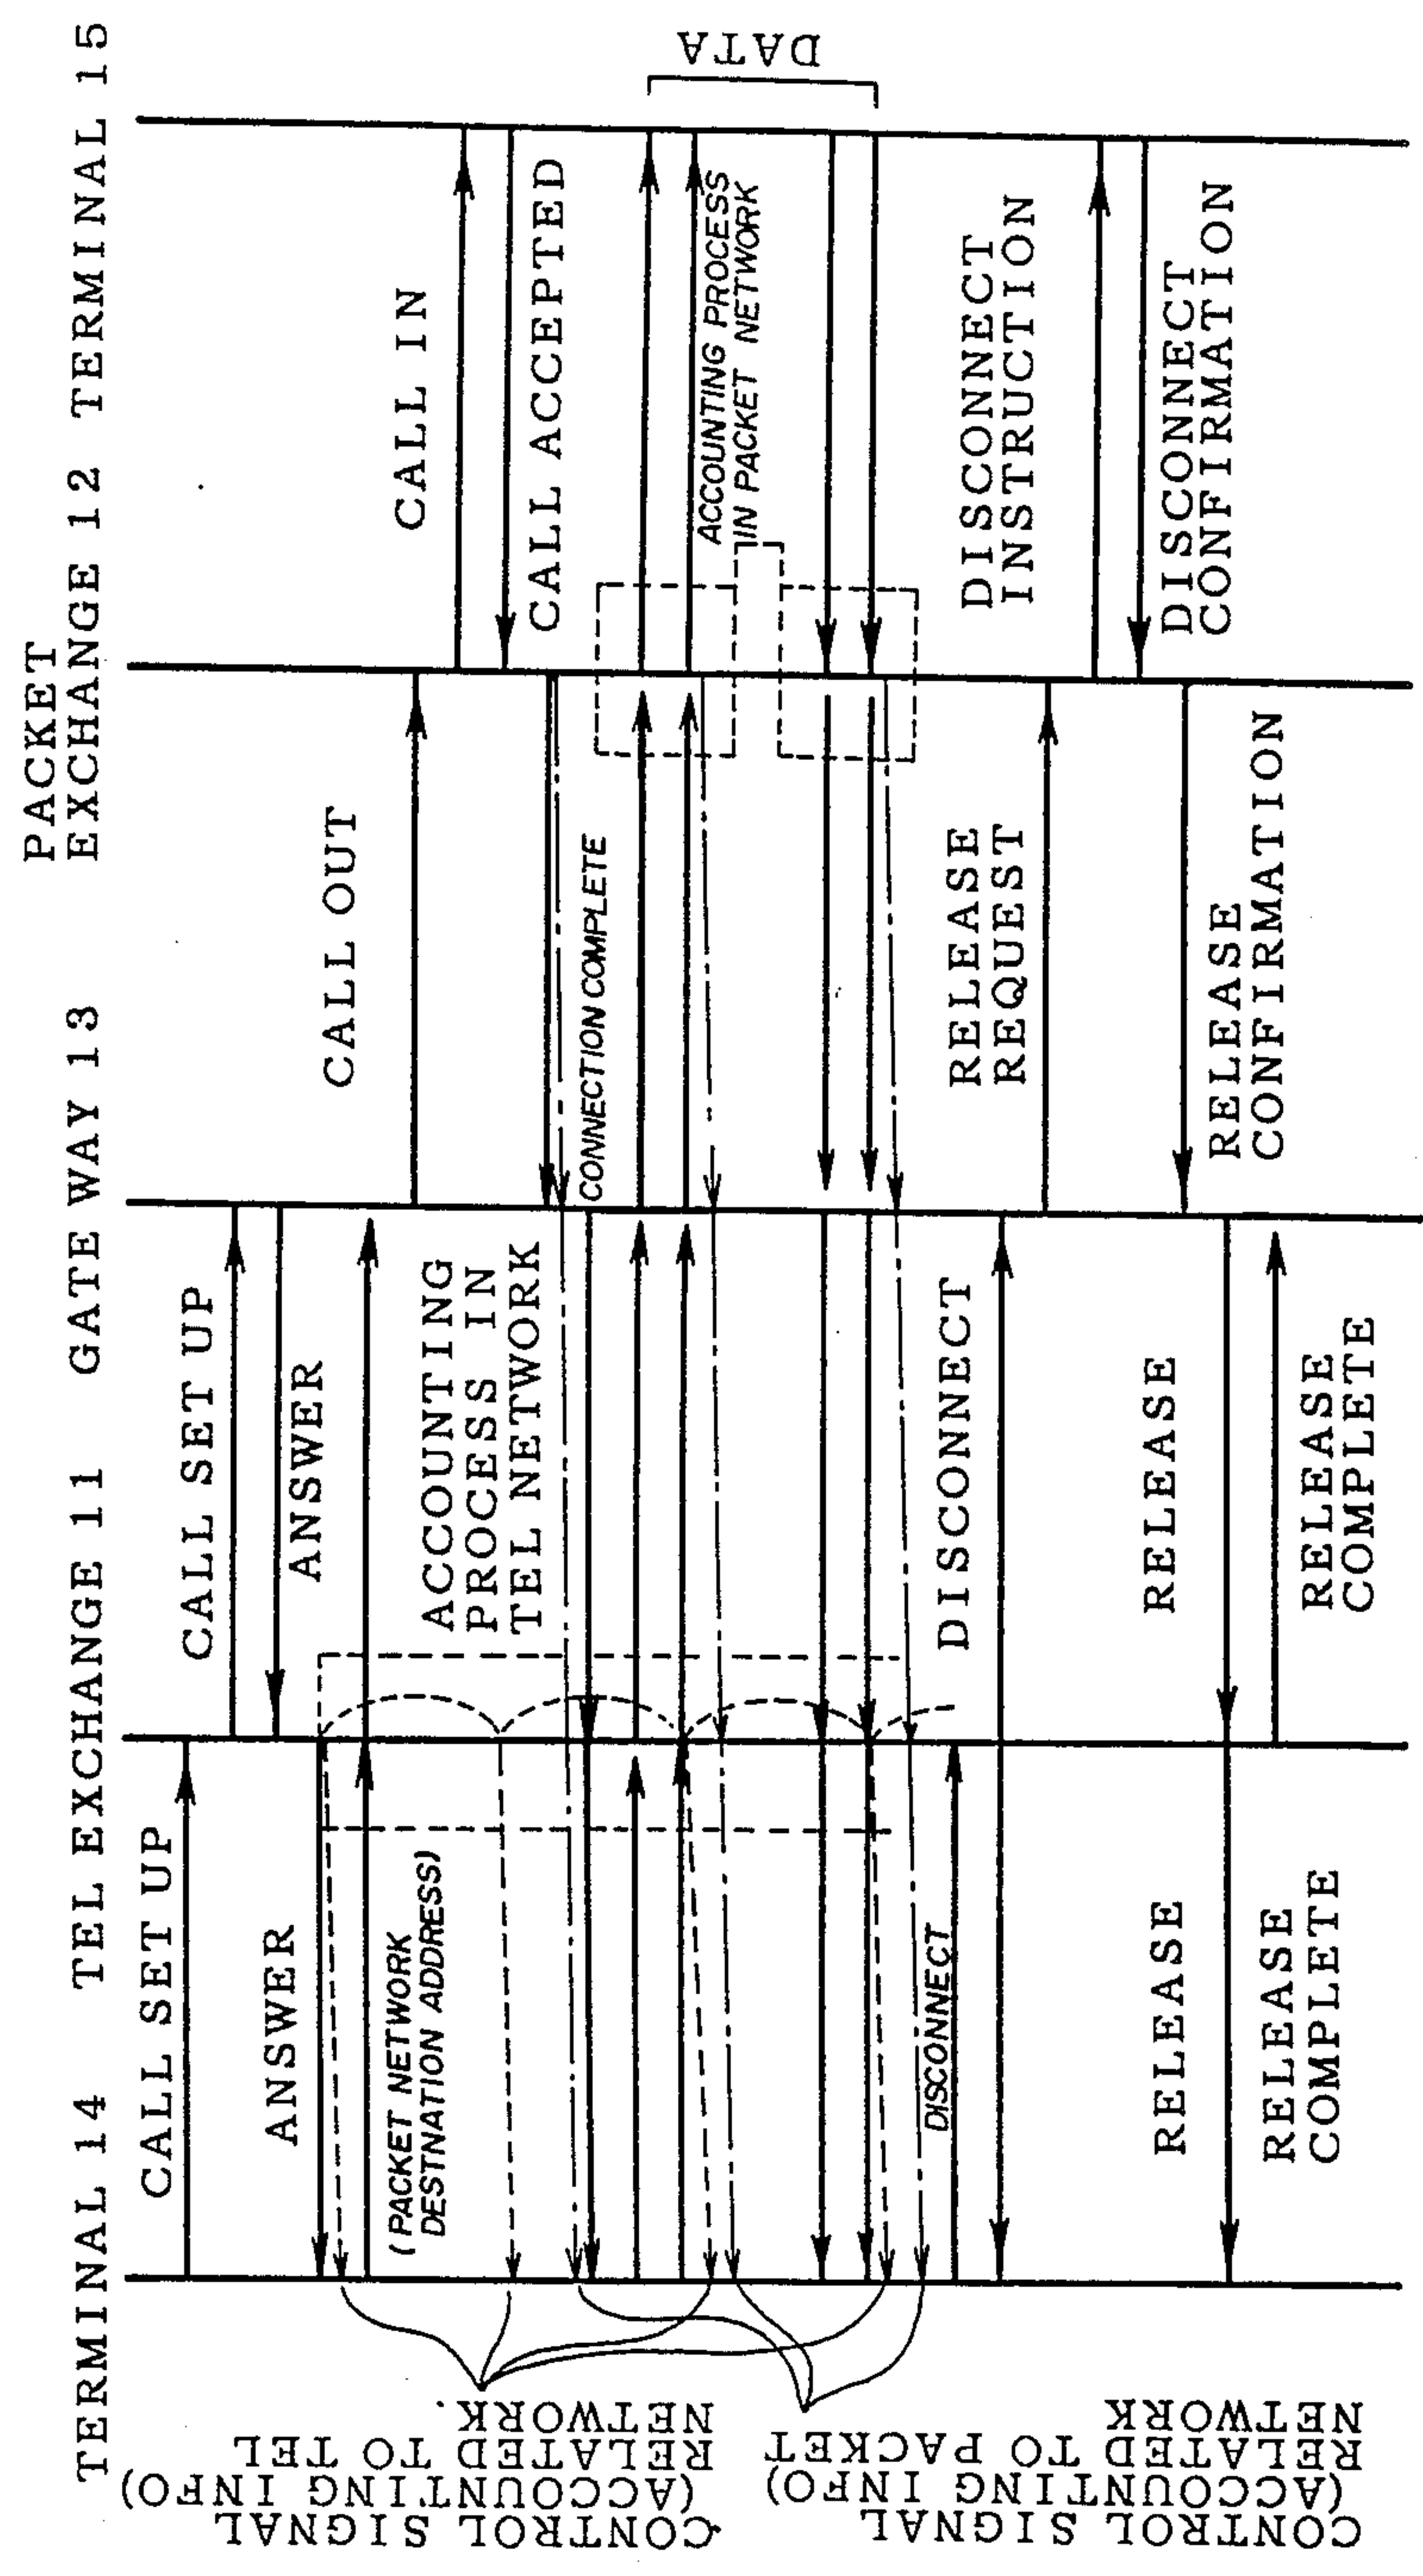 TERMINAL 14
TEL EXCHANGE 11
GATE WAY 13
PACKET
EXCHANGE 12
TERMINAL 15
CALL SET UP
CALL SET UP
ANSWER
ANSWER
(PACKET NETWORK
DESTNATION ADDRESS)
CALL OUT
CALL IN
CALL ACCEPTED
ACCOUNTING
PROCESS IN
TEL NETWORK
CONNECTION COMPLETE
ACCOUNTING PROCESS
IN PACKET NETWORK
DATA
DISCONNECT
DISCONNECT
RELEASE
REQUEST
DISCONNECT
INSTRUCTION
DISCONNECT
CONFIRMATION
RELEASE
CONFIRMATION
RELEASE
RELEASE
RELEASE
COMPLETE
RELEASE
COMPLETE
CONTROL SIGNAL
(ACCOUNTING INFO)
RELATED TO TEL
NETWORK.
CONTROL SIGNAL
(ACCOUNTING INFO)
RELATED TO PACKET
NETWORK